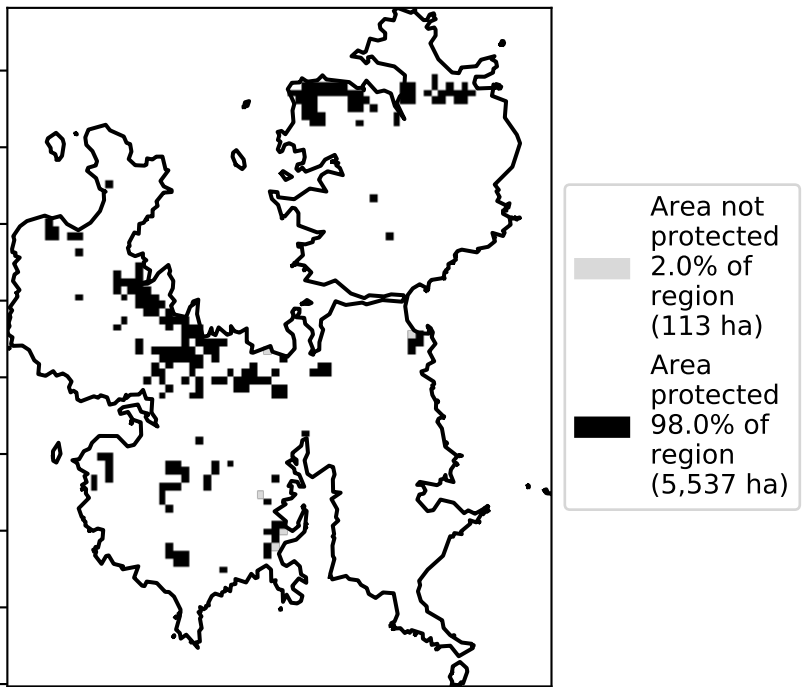 Area not
protected
2.0% of
region
(113 ha)
Area
protected
98.0% of
region
(5,537 ha)